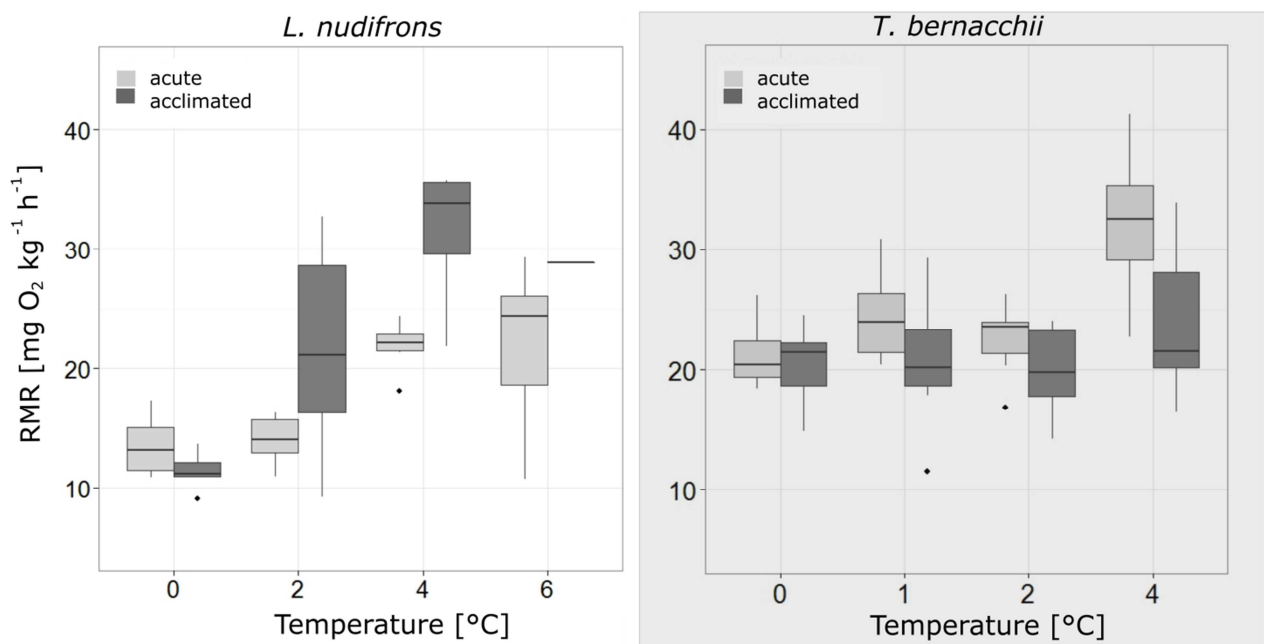 L. nudifrons
acute
acclimated
40
30
20
10
RMR [mg O₂ kg⁻¹ h⁻¹]
0 2 4 6
Temperature [°C]
T. bernacchii
acute
acclimated
40
30
20
10
0 1 2 4
Temperature [°C]